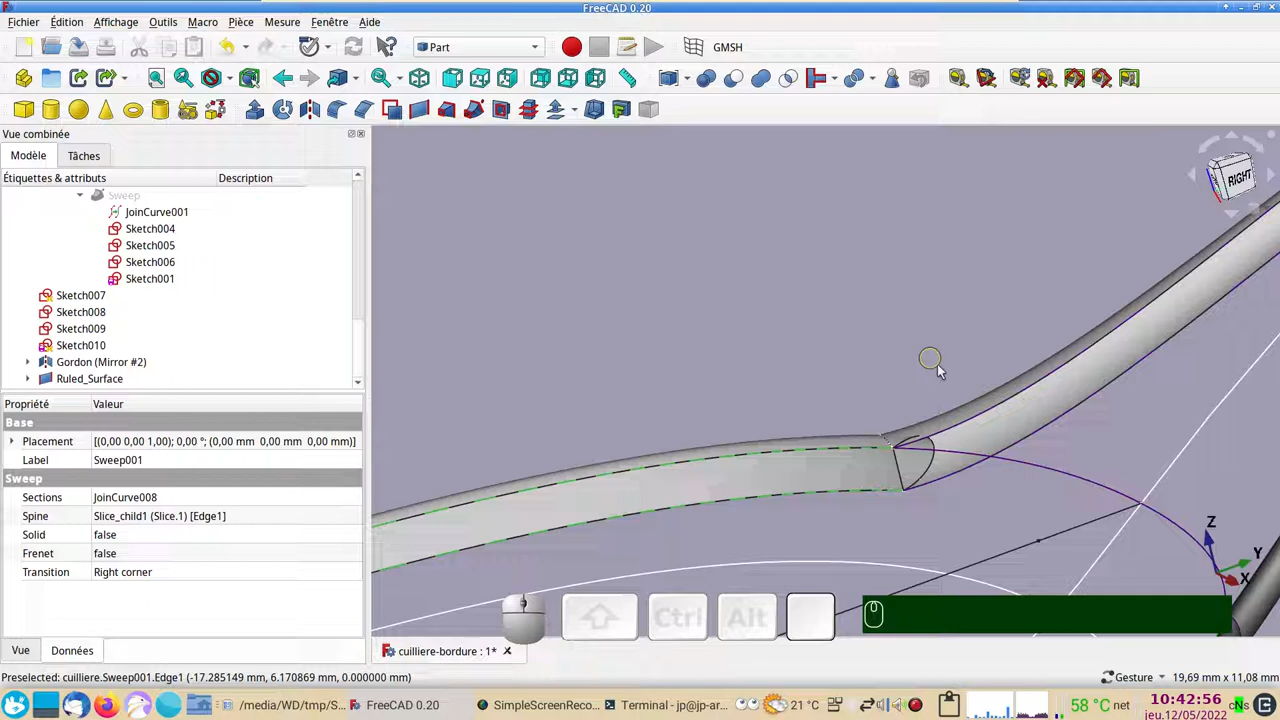 FreeCAD 0.20
Fichier Édition Affichage Outils Macro Pièce Mesure Fenêtre Aide
Part
GMSH
Vue combinée
Modèle Tâches
Étiquettes & attributs Description
Sweep
JoinCurve001
Sketch004
Sketch005
Sketch006
Sketch001
Sketch007
Sketch008
Sketch009
Sketch010
Gordon (Mirror #2)
Ruled_Surface
Propriété Valeur
Base
Placement [(0,00 0,00 1,00); 0,00 °; (0,00 mm 0,00 mm 0,00 mm)]
Label Sweep001
Sweep
Sections JoinCurve008
Spine Slice_child1 (Slice.1) [Edge1]
Solid false
Frenet false
Transition Right corner
RIGHT
Z
Y
X
Ctrl Alt
Vue Données
cuilliere-bordure : 1*
Preselected: cuilliere.Sweep001.Edge1 (-17.285149 mm, 6.170869 mm, 0.000000 mm)
Gesture 19,69 mm x 11,08 mm
/media/WD/tmp/S... FreeCAD 0.20 SimpleScreenReco... Terminal - jp@jp-ar... 21°C 58 °C net 10:42:56
jeu.12/05/2022
cNs